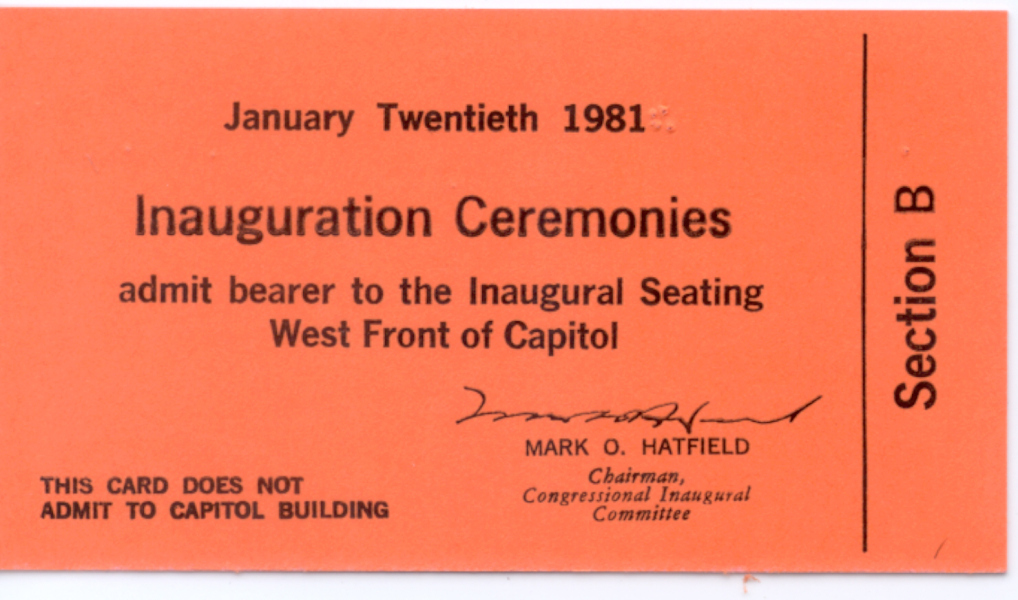 January Twentieth 1981
Inauguration Ceremonies
admit bearer to the Inaugural Seating
West Front of Capitol
MARK O. HATFIELD
Chairman,
Congressional Inaugural
Committee
THIS CARD DOES NOT
ADMIT TO CAPITOL BUILDING
Section B